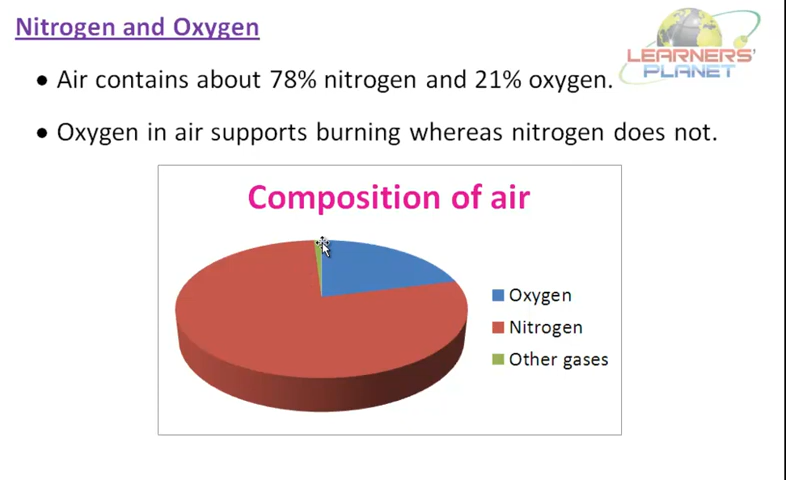 Nitrogen and Oxygen
LEARNERS'
PLANET
● Air contains about 78% nitrogen and 21% oxygen.
● Oxygen in air supports burning whereas nitrogen does not.
Composition of air
Oxygen
Nitrogen
Other gases